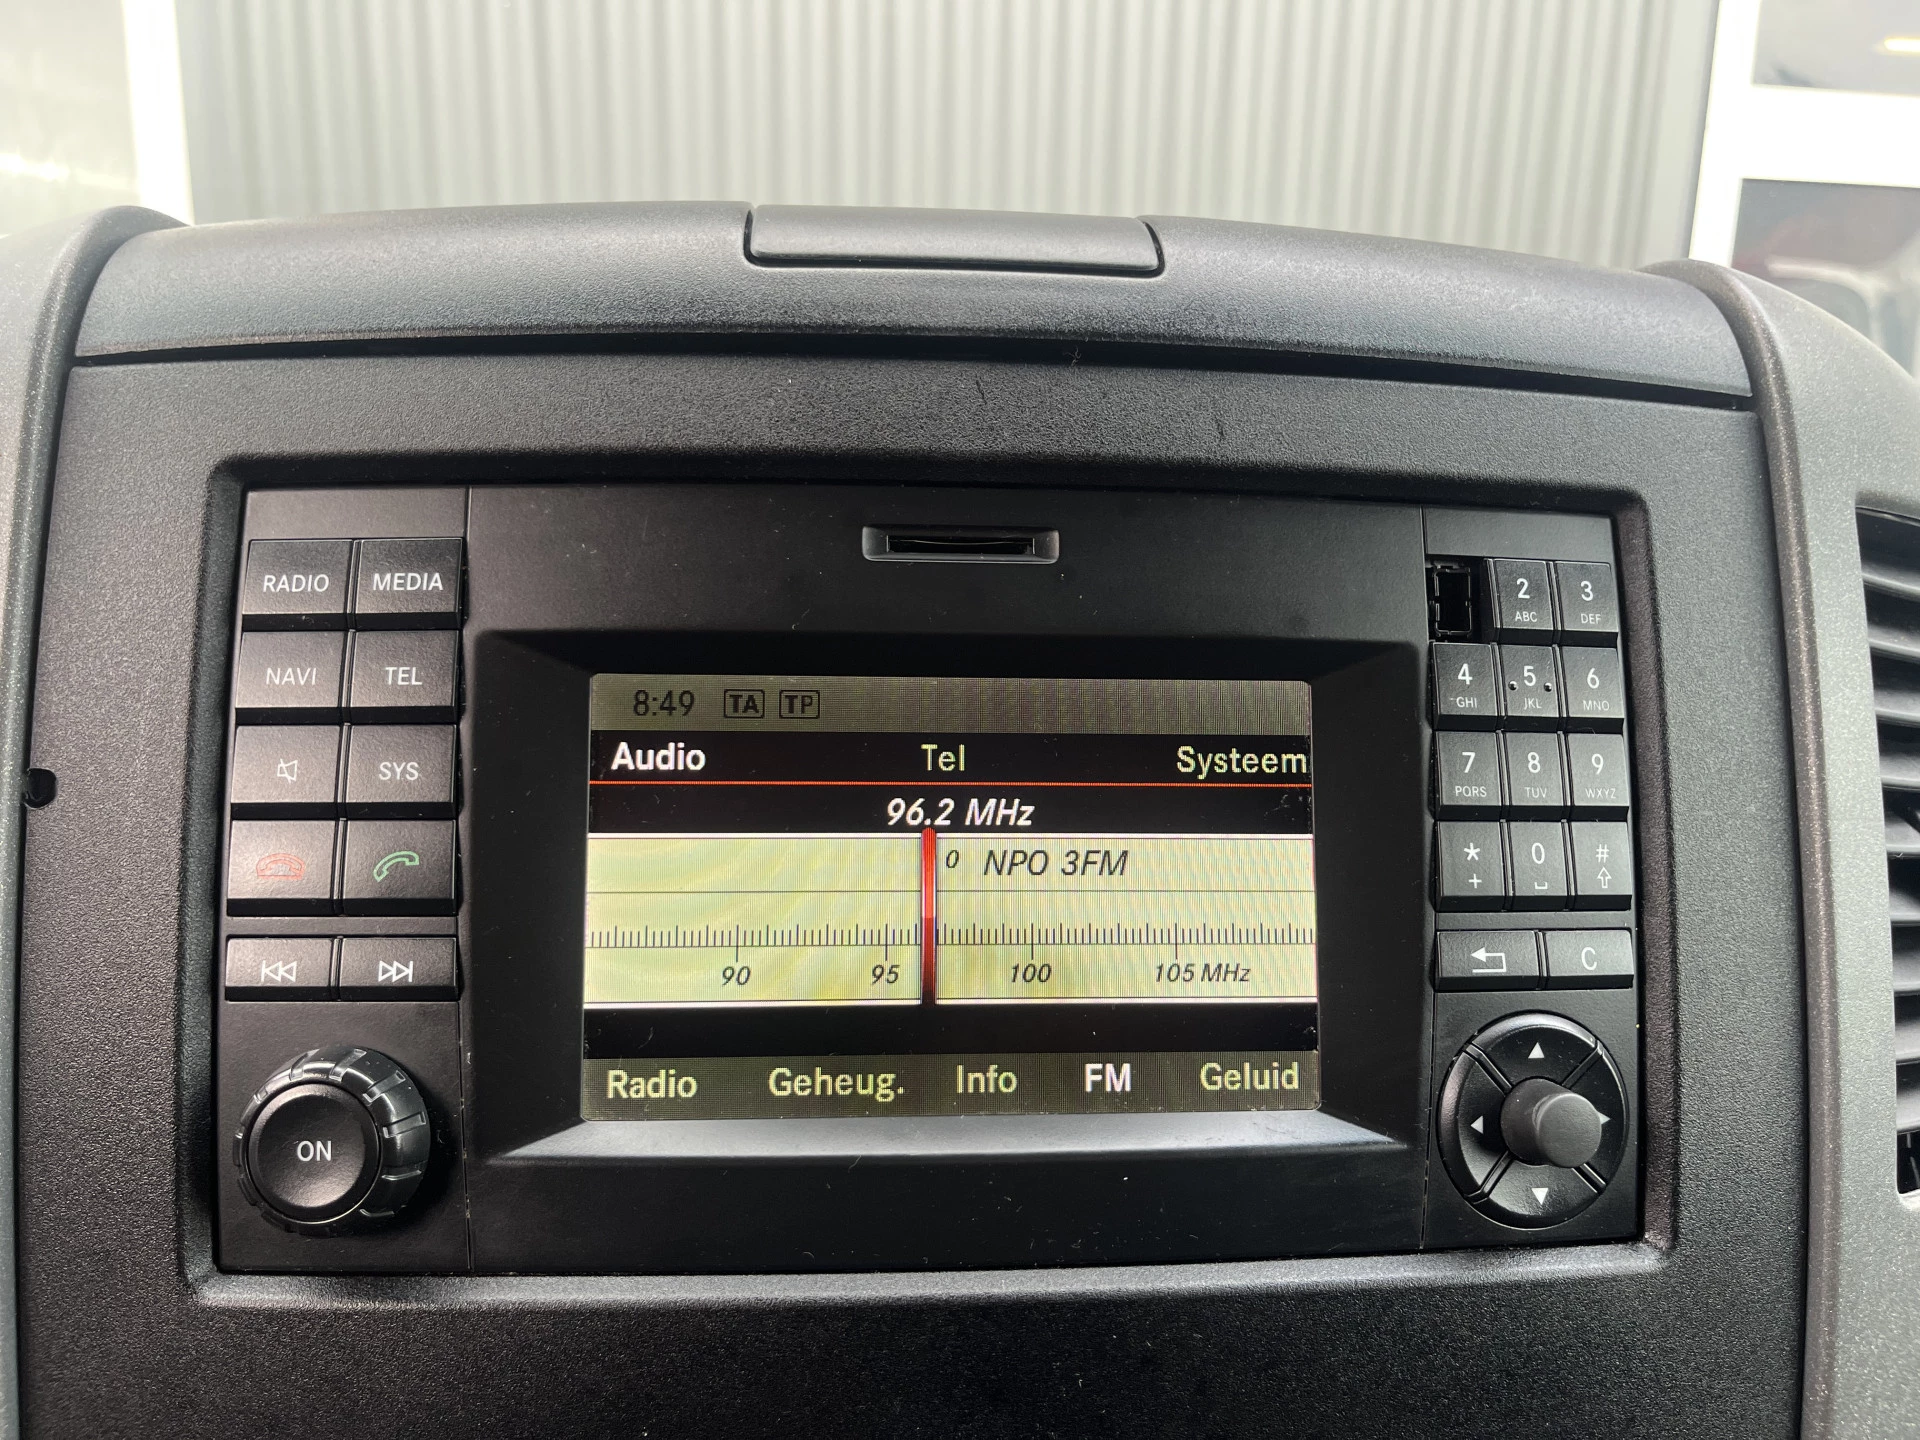 RADIO MEDIA
NAVI TEL
SYS
ON
8:49 TA TP
Audio Tel Systeem
96.2 MHz
0 NPO 3FM
90 95 100 105 MHz
Radio Geheug. Info FM Geluid
2 3
ABC DEF
4 5 6
GHI JKL MNO
7 8 9
PQRS TUV WXYZ
* 0 #
+
C